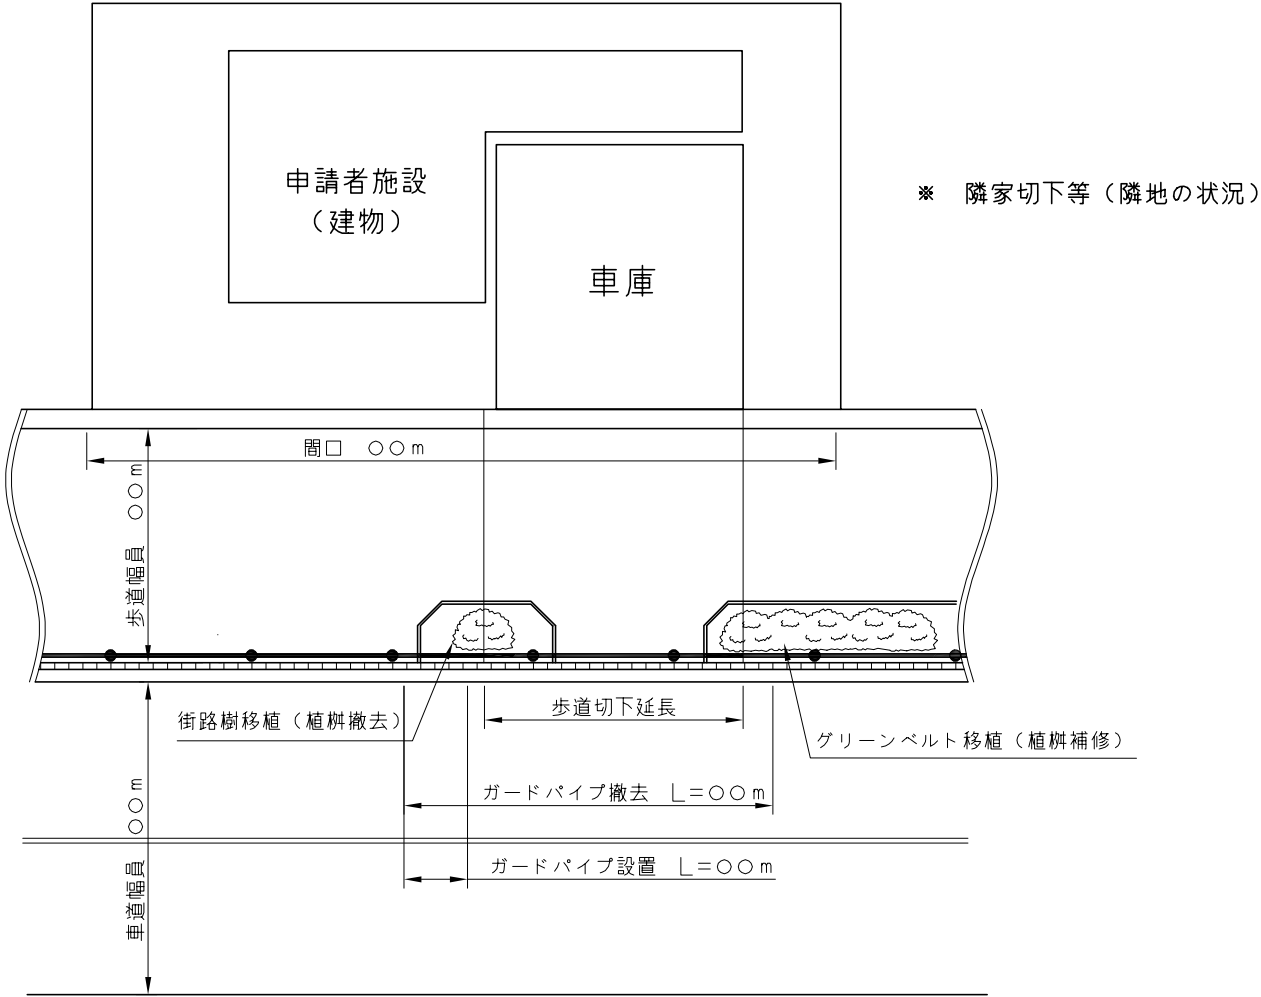 申請者施設
（建物）
※　隣家切下等（隣地の状況）
車庫
間口　○○m
歩道幅員　○○m
歩道切下延長
街路樹移植（植桝撤去）
グリーンベルト移植（植桝補修）
ガードパイプ撤去　L=○○m
車道幅員　○○m
ガードパイプ設置　L=○○m